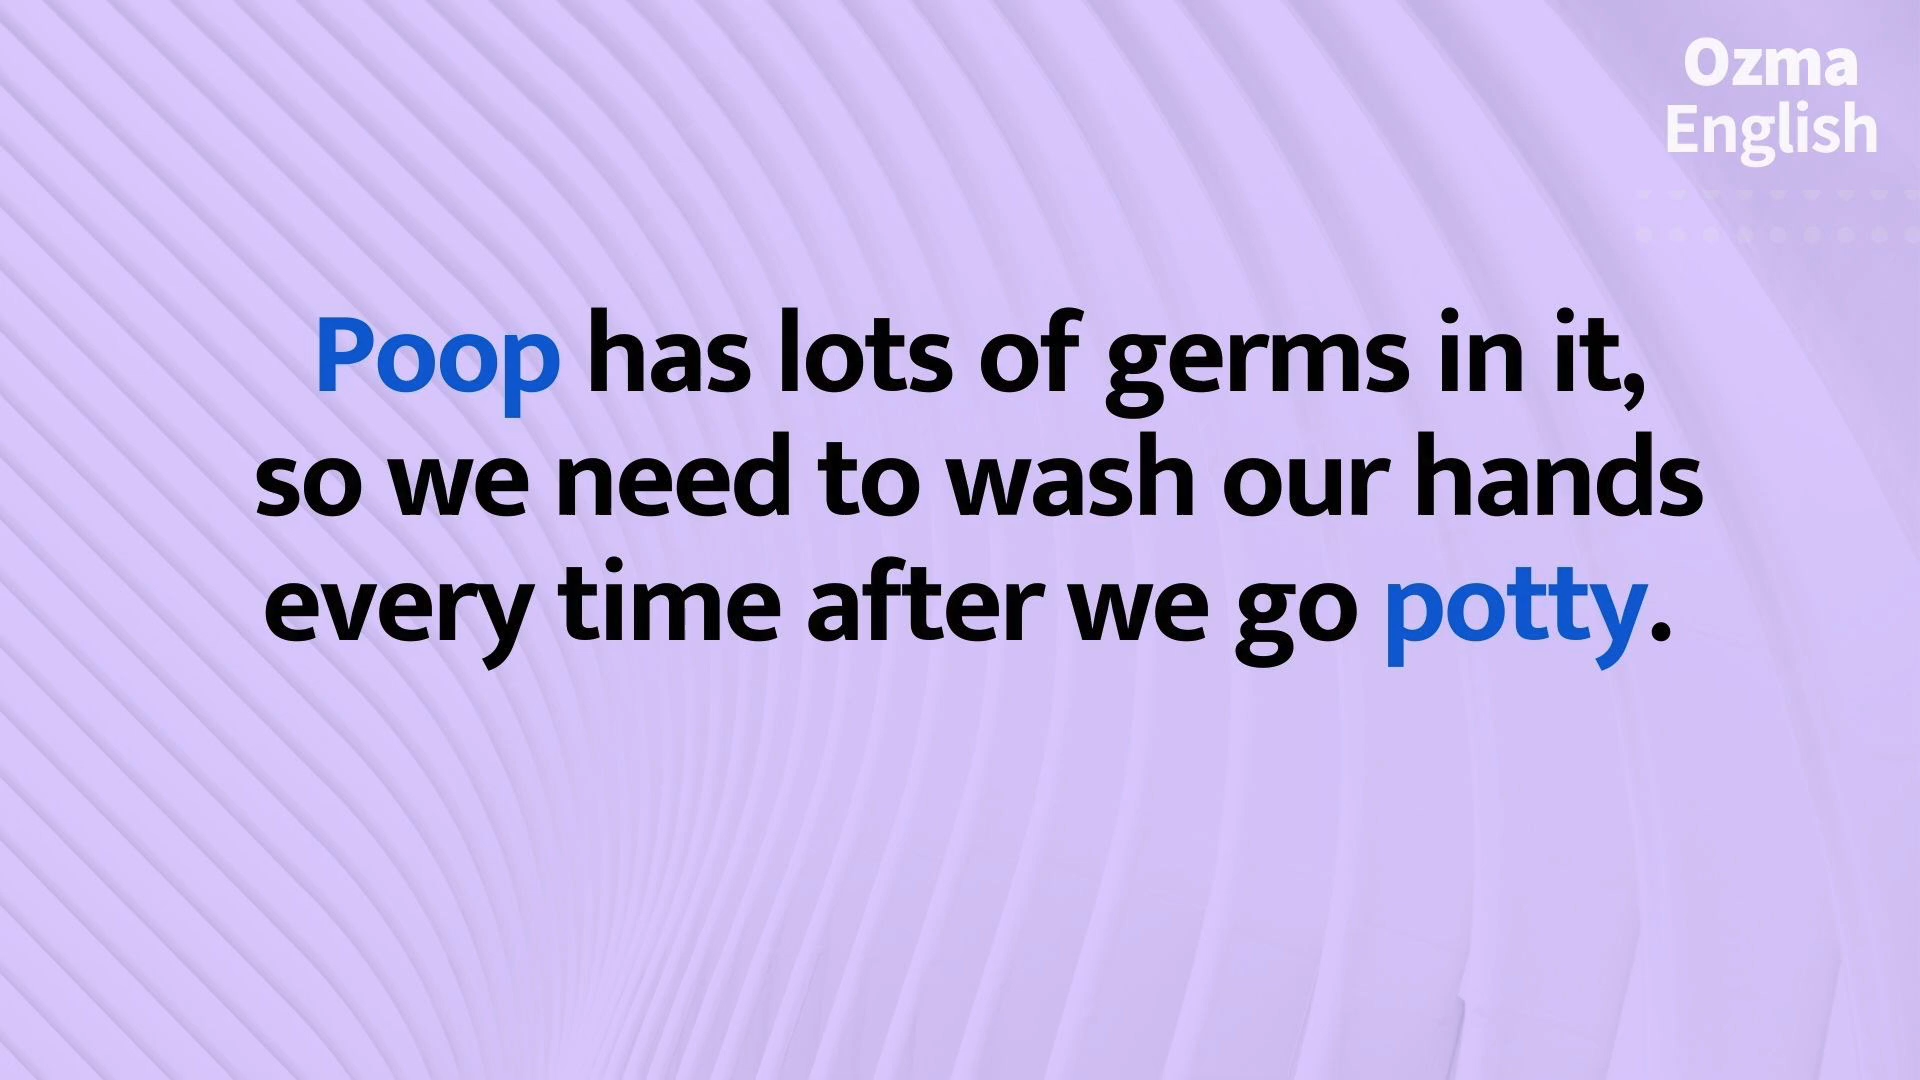 Ozma
English
Poop has lots of germs in it,
so we need to wash our hands
every time after we go potty.